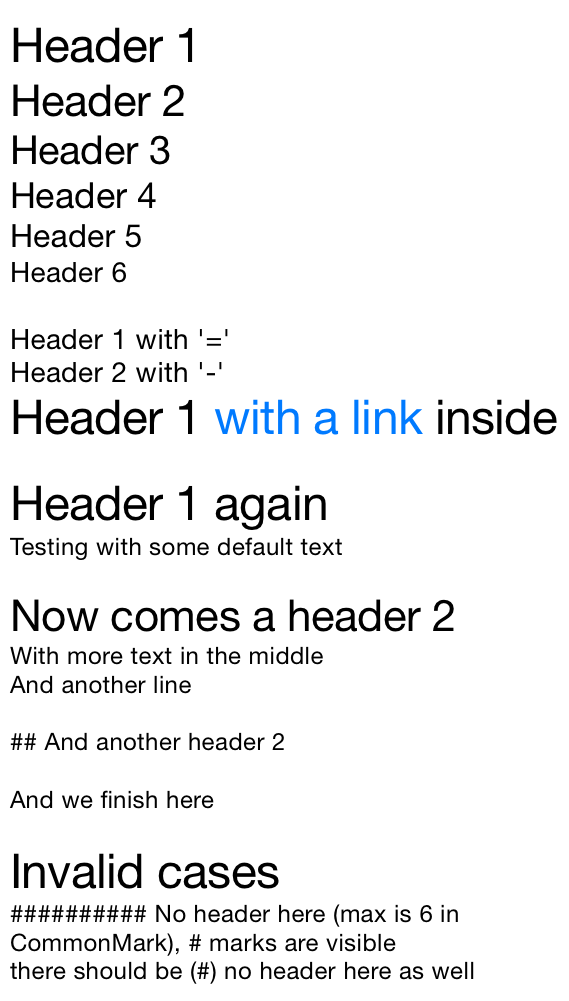 Header 1
Header 2
Header 3
Header 4
Header 5
Header 6
Header 1 with '='
Header 2 with '-'
Header 1 with a link inside
Header 1 again
Testing with some default text
Now comes a header 2
With more text in the middle
And another line
## And another header 2
And we finish here
Invalid cases
########## No header here (max is 6 in
CommonMark), # marks are visible
there should be (#) no header here as well